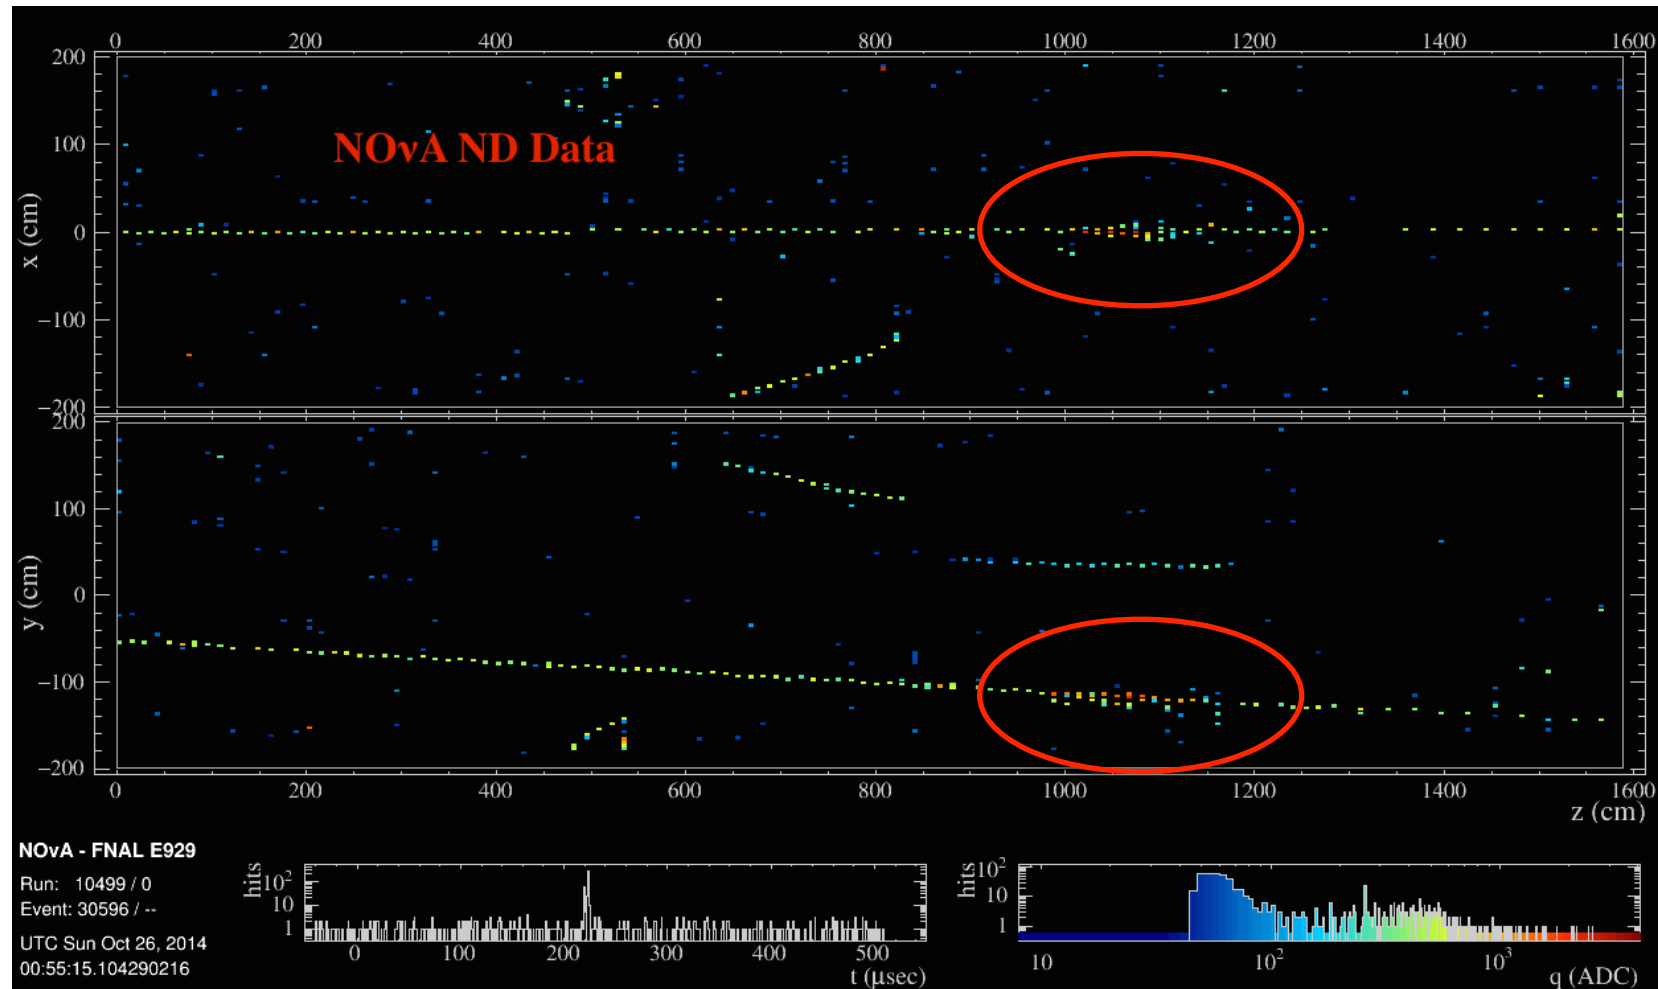 0 200 400 600 800 1000 1200 1400 1600
200
100
0
−100
−200
x (cm)
NOνA ND Data
200
100
0
−100
−200
y (cm)
0 200 400 600 800 1000 1200 1400 1600
z (cm)
NOvA - FNAL E929
Run: 10499 / 0
Event: 30596 / --
UTC Sun Oct 26, 2014
00:55:15.104290216
hits
10²
10
1
0 100 200 300 400 500
t (μsec)
hits
10²
10
1
10 10² 10³
q (ADC)